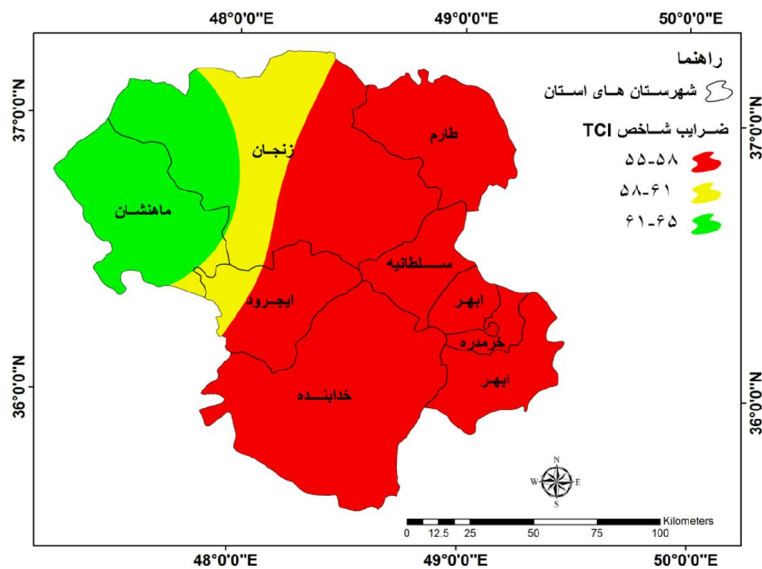 48°0'0"E 49°0'0"E 50°0'0"E
راهنما
شهرستان های استان
ضرایب شاخص TCI
۵۵-۵۸
۵۸-۶۱
۶۱-۶۵
37°0'0"N 37°0'0"N
طارم
زنجان
ماهنشان
سلطانیه
ایجرود
ابهر
خرمدره
ابهر
خدابنده
36°0'0"N 36°0'0"N
N
W E
S
Kilometers
0 12.5 25 50 75 100
48°0'0"E 49°0'0"E 50°0'0"E